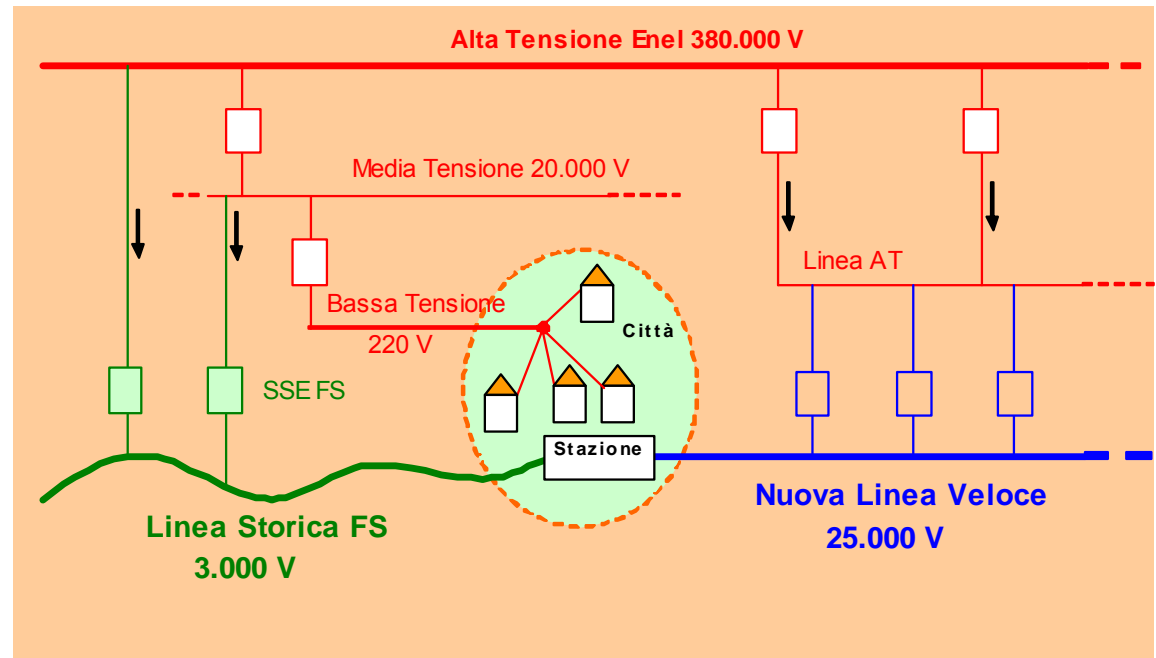 Alta Tensione Enel 380.000 V
Media Tensione 20.000 V
Linea AT
Bassa Tensione
220 V
Città
SSE FS
Stazione
Linea Storica FS
3.000 V
Nuova Linea Veloce
25.000 V